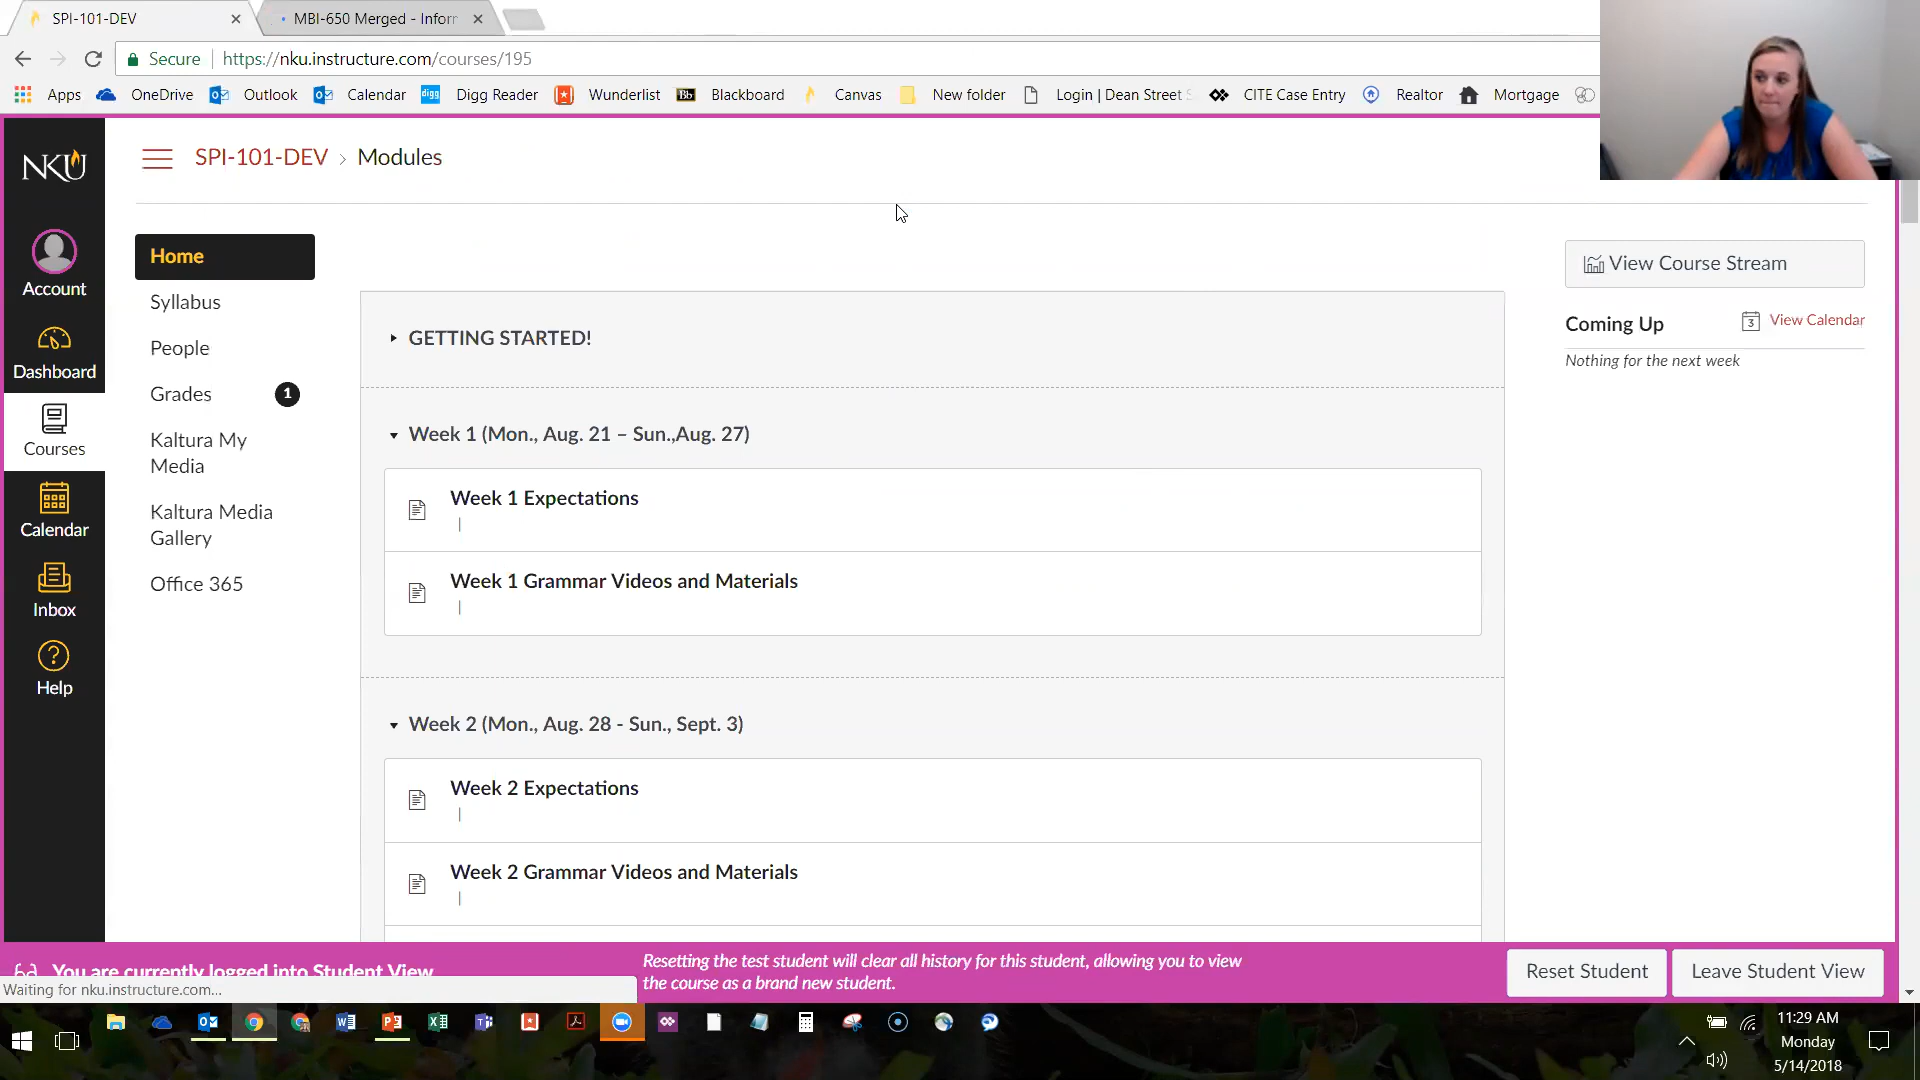 SPI-101-DEV
MBI-650 Merged - Inforr
Secure
https://nku.instructure.com/courses/195
Apps
OneDrive
Outlook
Calendar
digg
Digg Reader
Wunderlist
Bb
Blackboard
Canvas
New folder
Login | Dean Street S
CITE Case Entry
Realtor
Mortgage
NKU
SPI-101-DEV › Modules
Account
Dashboard
Courses
Calendar
Inbox
Help
Home
Syllabus
People
Grades
1
Kaltura My
Media
Kaltura Media
Gallery
Office 365
GETTING STARTED!
Week 1 (Mon., Aug. 21 – Sun.,Aug. 27)
Week 1 Expectations
|
Week 1 Grammar Videos and Materials
|
Week 2 (Mon., Aug. 28 - Sun., Sept. 3)
Week 2 Expectations
|
Week 2 Grammar Videos and Materials
|
View Course Stream
Coming Up
3
View Calendar
Nothing for the next week
You are currently logged into Student View
Waiting for nku.instructure.com...
Resetting the test student will clear all history for this student, allowing you to view
the course as a brand new student.
Reset Student
Leave Student View
11:29 AM
Monday
5/14/2018